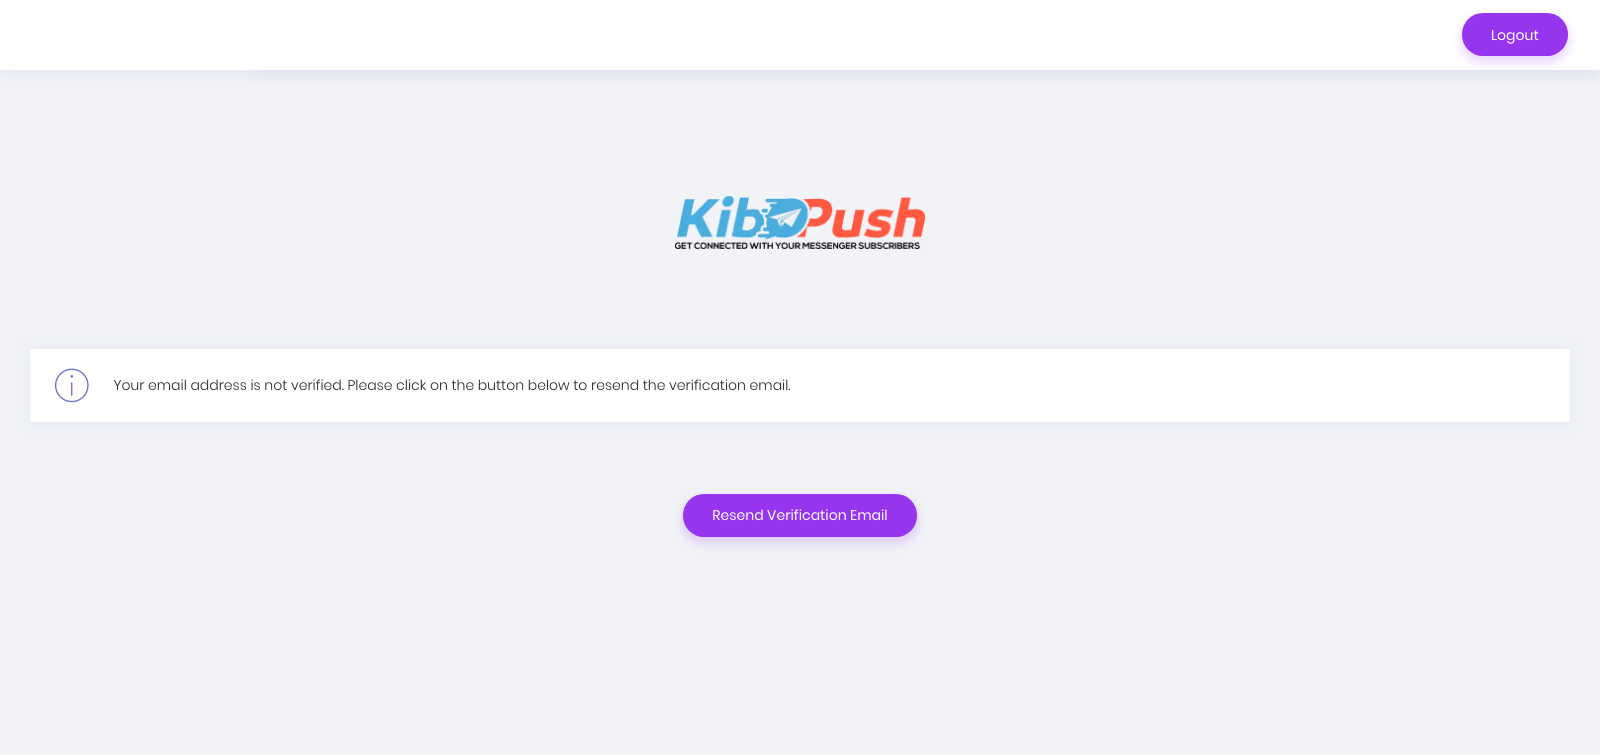 Logout
KiboPush
GET CONNECTED WITH YOUR MESSENGER SUBSCRIBERS
Your email address is not verified. Please click on the button below to resend the verification email.
Resend Verification Email